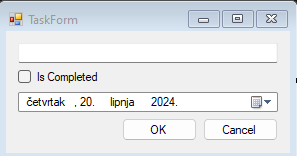 TaskForm
Is Completed
četvrtak , 20. lipnja 2024.
OK Cancel